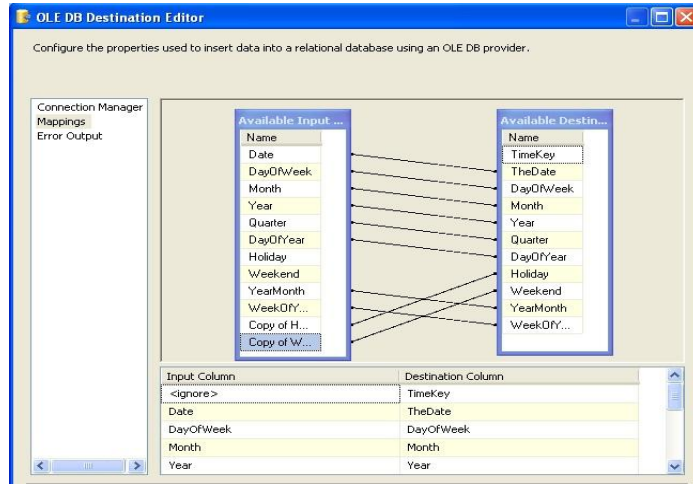 OLE DB Destination Editor
Configure the properties used to insert data into a relational database using an OLE DB provider.
Connection Manager
Mappings
Error Output
Available Input ...
Name
Date
DayOfWeek
Month
Year
Quarter
DayOfYear
Holiday
Weekend
YearMonth
WeekOfY...
Copy of H...
Copy of W...
Available Destin...
Name
TimeKey
TheDate
DayOfWeek
Month
Year
Quarter
DayOfYear
Holiday
Weekend
YearMonth
WeekOfY...
Input Column Destination Column
<ignore> TimeKey
Date TheDate
DayOfWeek DayOfWeek
Month Month
Year Year